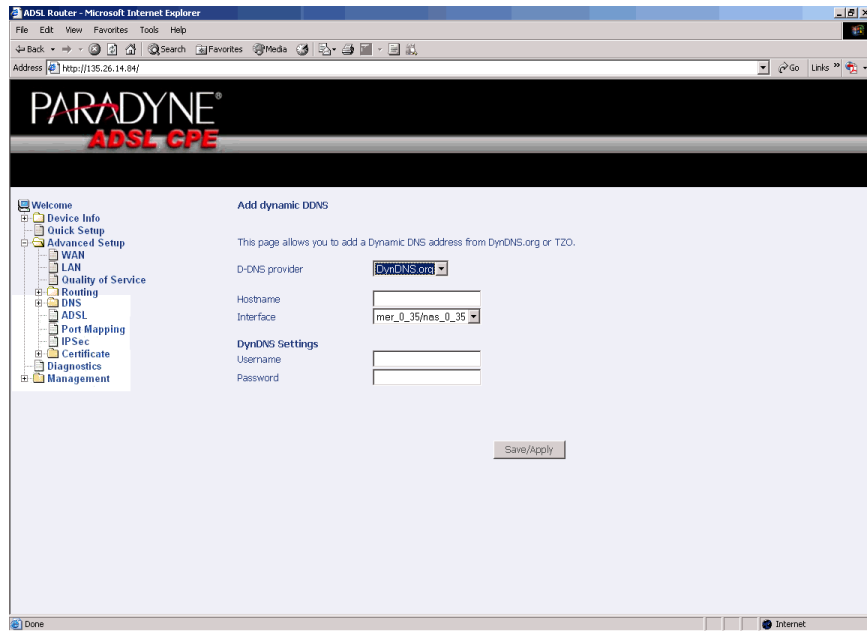 ADSL Router - Microsoft Internet Explorer
File Edit View Favorites Tools Help
Back Search Favorites Media
Address http://135.26.14.84/ Go Links »
PARADYNE®
ADSL CPE
Welcome
Device Info
Quick Setup
Advanced Setup
WAN
LAN
Quality of Service
Routing
DNS
ADSL
Port Mapping
IPSec
Certificate
Diagnostics
Management
Add dynamic DDNS
This page allows you to add a Dynamic DNS address from DynDNS.org or TZO.
D-DNS provider DynDNS.org
Hostname
Interface mer_0_35/nas_0_35
DynDNS Settings
Username
Password
Save/Apply
Done Internet